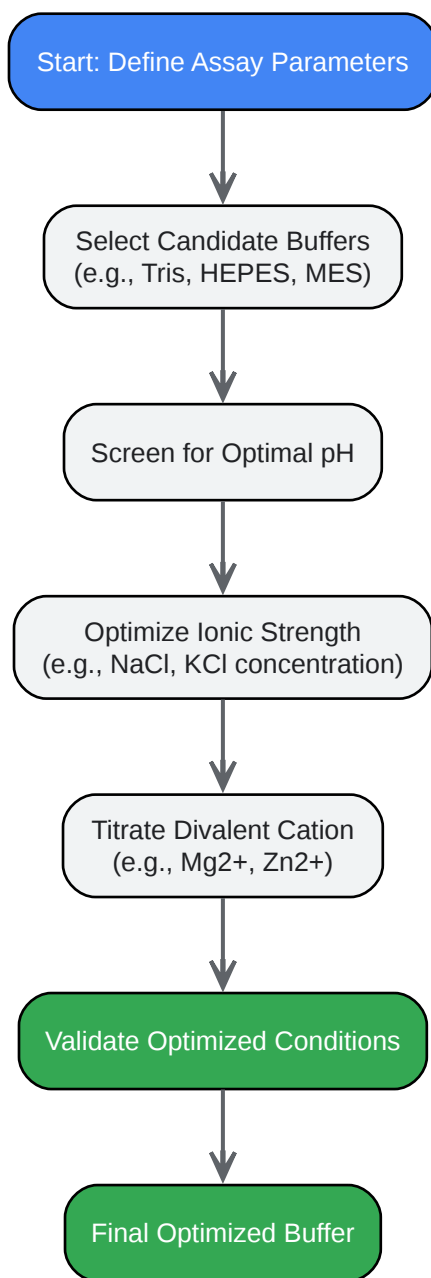 Start: Define Assay Parameters
Select Candidate Buffers
(e.g., Tris, HEPES, MES)
Screen for Optimal pH
Optimize Ionic Strength
(e.g., NaCl, KCl concentration)
Titrate Divalent Cation
(e.g., Mg2+, Zn2+)
Validate Optimized Conditions
Final Optimized Buffer